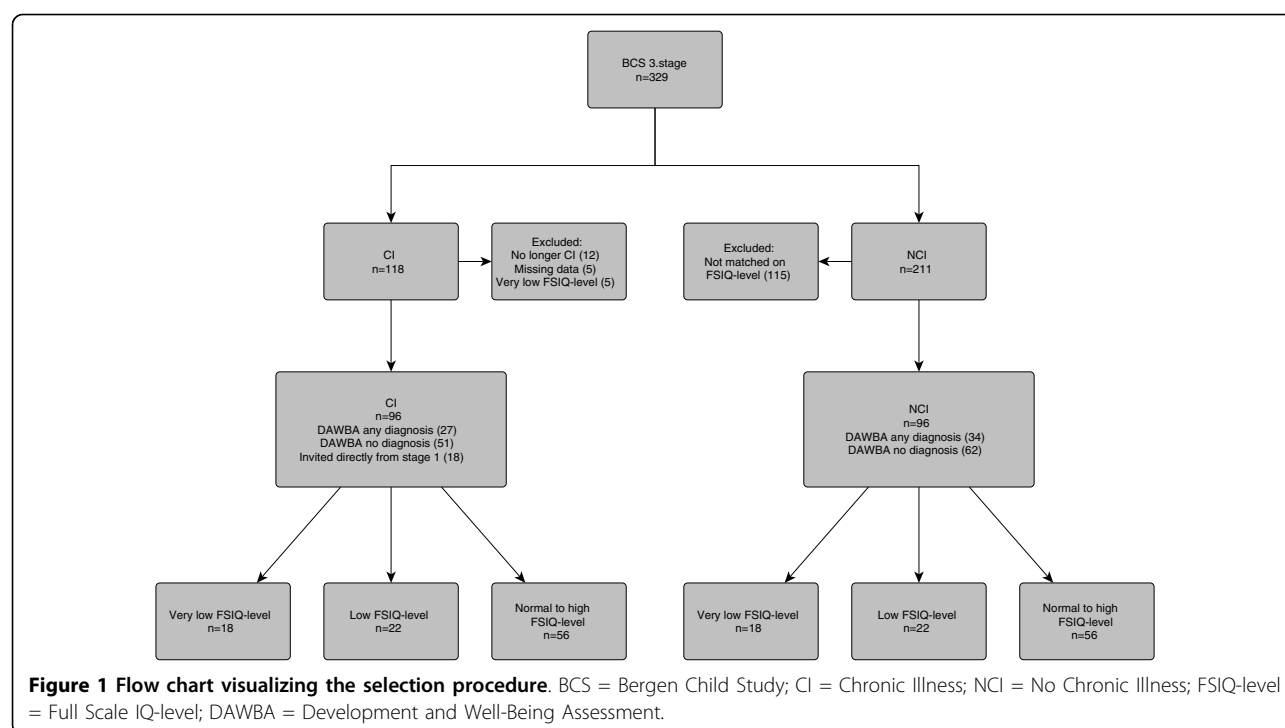 BCS 3.stage
n=329
CI
n=118
Excluded:
No longer CI (12)
Missing data (5)
Very low FSIQ-level (5)
Excluded:
Not matched on
FSIQ-level (115)
NCI
n=211
CI
n=96
DAWBA any diagnosis (27)
DAWBA no diagnosis (51)
Invited directly from stage 1 (18)
NCI
n=96
DAWBA any diagnosis (34)
DAWBA no diagnosis (62)
Very low FSIQ-level
n=18
Low FSIQ-level
n=22
Normal to high
FSIQ-level
n=56
Very low FSIQ-level
n=18
Low FSIQ-level
n=22
Normal to high
FSIQ-level
n=56
Figure 1 Flow chart visualizing the selection procedure. BCS = Bergen Child Study; CI = Chronic Illness; NCI = No Chronic Illness; FSIQ-level
= Full Scale IQ-level; DAWBA = Development and Well-Being Assessment.